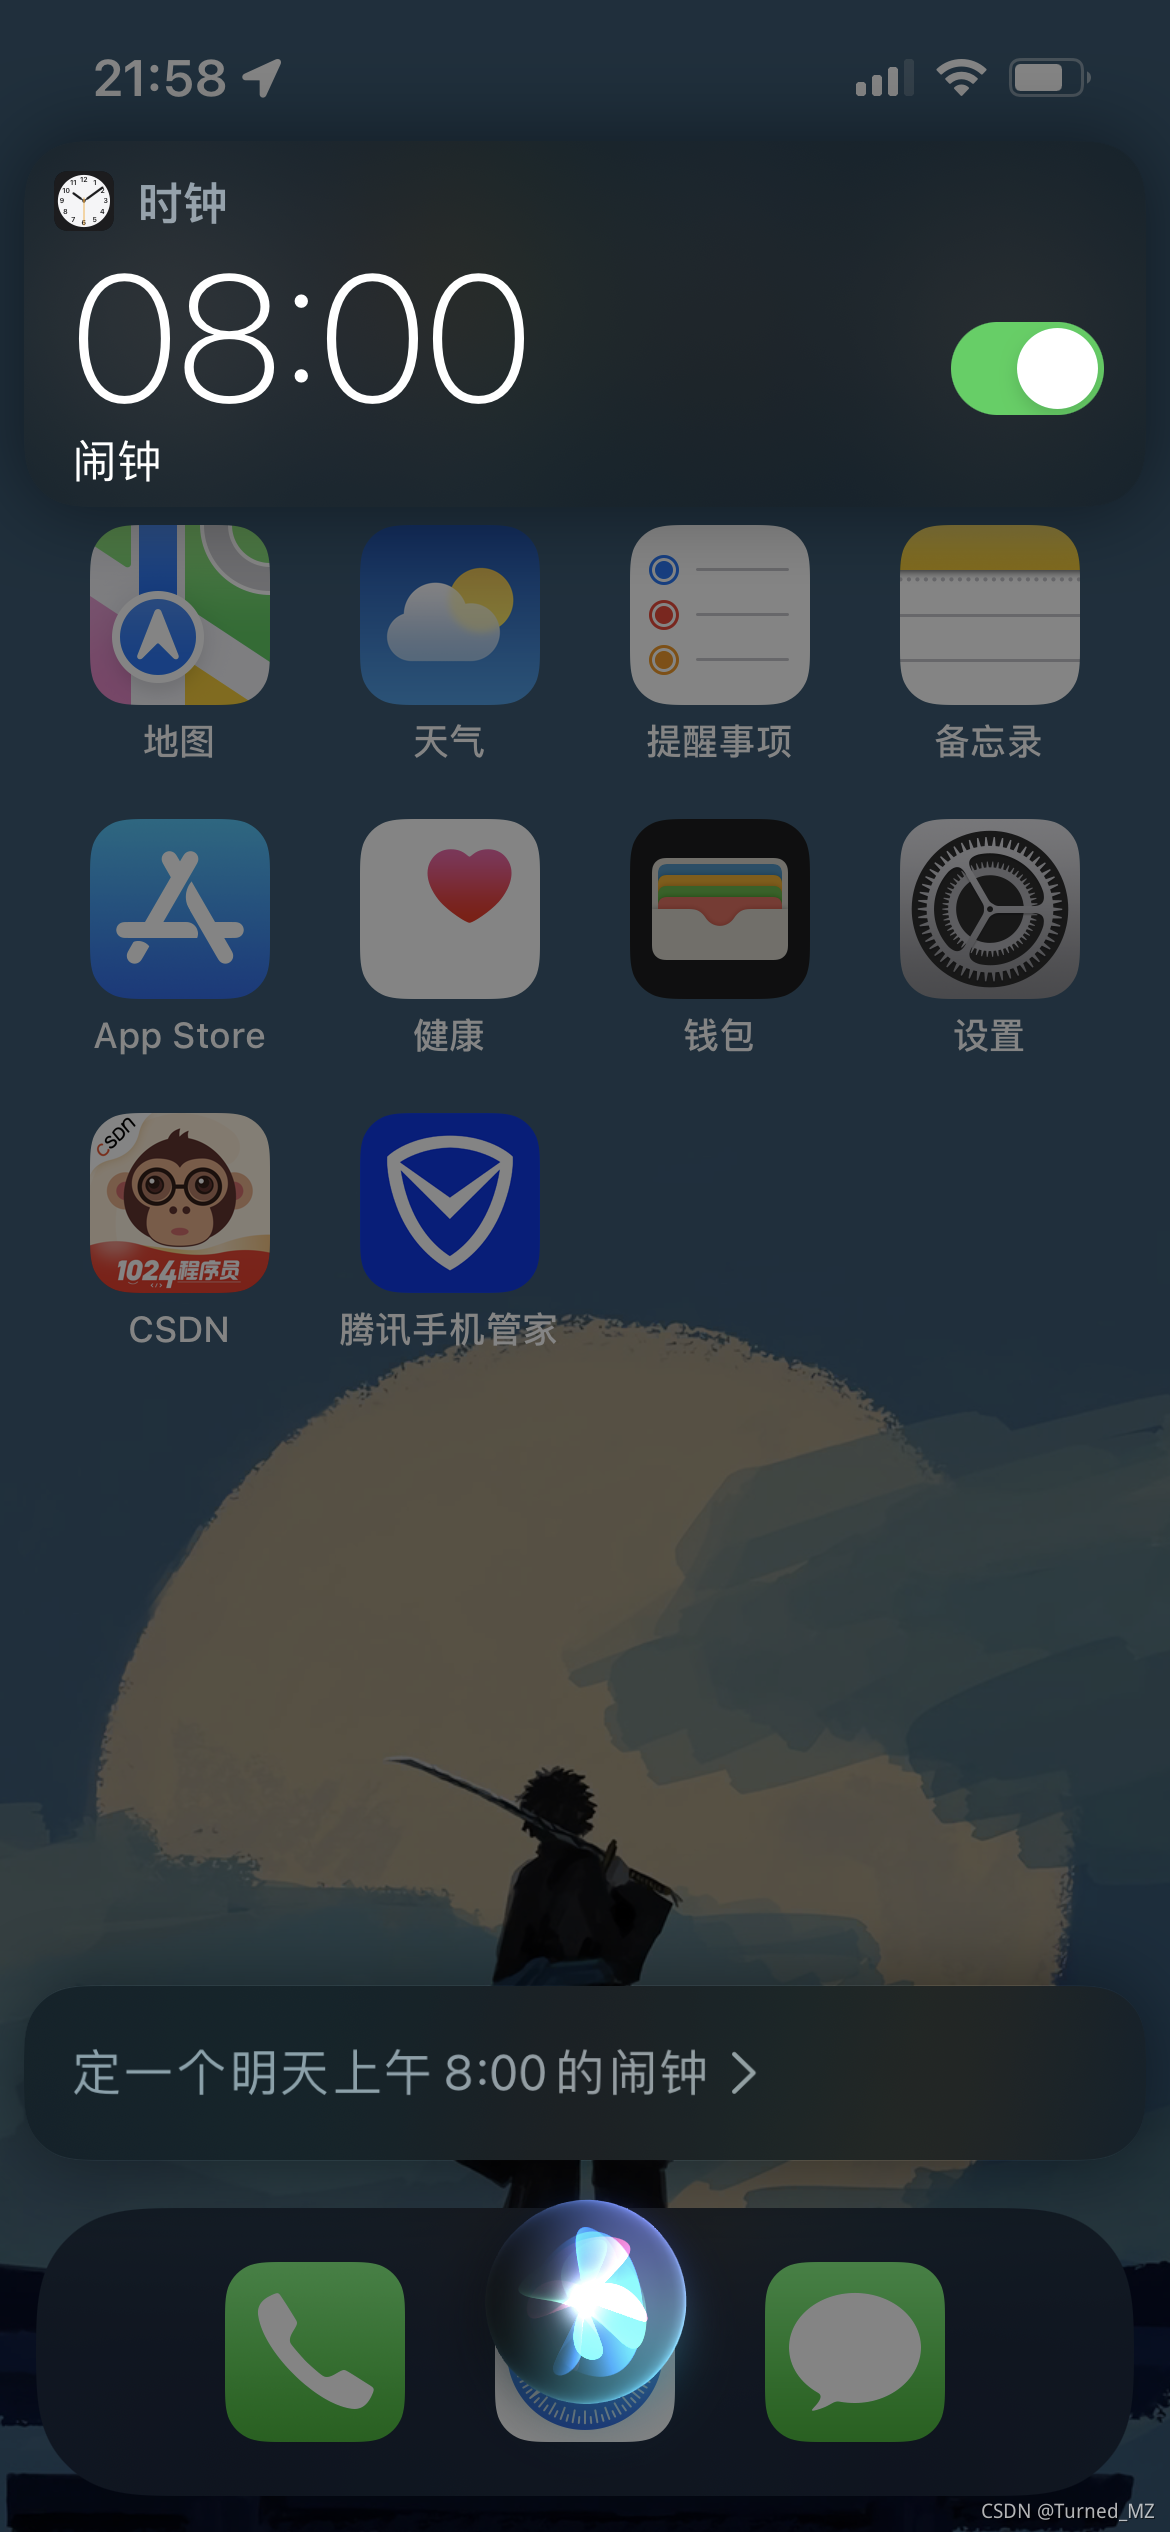 21:58
时钟
08:00
闹钟
地图
天气
提醒事项
备忘录
App Store
健康
钱包
设置
CSDN
1024程序员
CSDN
腾讯手机管家
定一个明天上午 8:00 的闹钟
CSDN @Turned_MZ